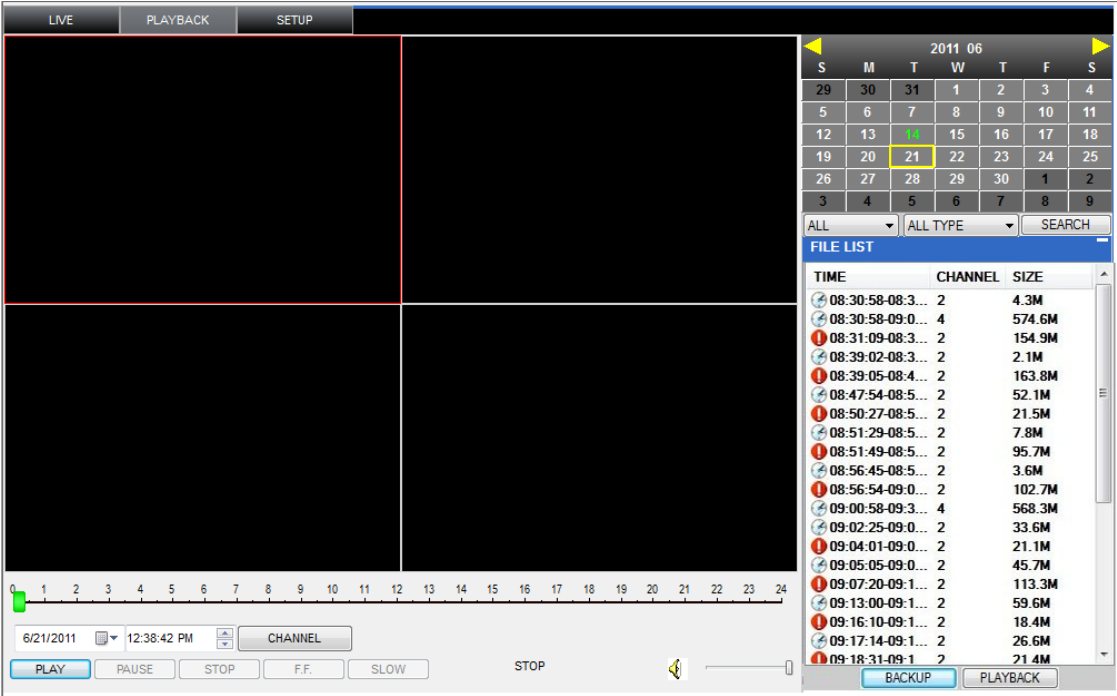 LIVE PLAYBACK SETUP
2011 06
S M T W T F S
29 30 31 1 2 3 4
5 6 7 8 9 10 11
12 13 14 15 16 17 18
19 20 21 22 23 24 25
26 27 28 29 30 1 2
3 4 5 6 7 8 9
ALL ALL TYPE SEARCH
FILE LIST
TIME CHANNEL SIZE
08:30:58-08:3... 2 4.3M
08:30:58-09:0... 4 574.6M
08:31:09-08:3... 2 154.9M
08:39:02-08:3... 2 2.1M
08:39:05-08:4... 2 163.8M
08:47:54-08:5... 2 52.1M
08:50:27-08:5... 2 21.5M
08:51:29-08:5... 2 7.8M
08:51:49-08:5... 2 95.7M
08:56:45-08:5... 2 3.6M
08:56:54-09:0... 2 102.7M
09:00:58-09:3... 4 568.3M
09:02:25-09:0... 2 33.6M
09:04:01-09:0... 2 21.1M
09:05:05-09:0... 2 45.7M
09:07:20-09:1... 2 113.3M
09:13:00-09:1... 2 59.6M
09:16:10-09:1... 2 18.4M
09:17:14-09:1... 2 26.6M
09:18:31-09:1 2 21.4M
BACKUP PLAYBACK
0 1 2 3 4 5 6 7 8 9 10 11 12 13 14 15 16 17 18 19 20 21 22 23 24
6/21/2011 12:38:42 PM CHANNEL
PLAY PAUSE STOP F.F. SLOW STOP